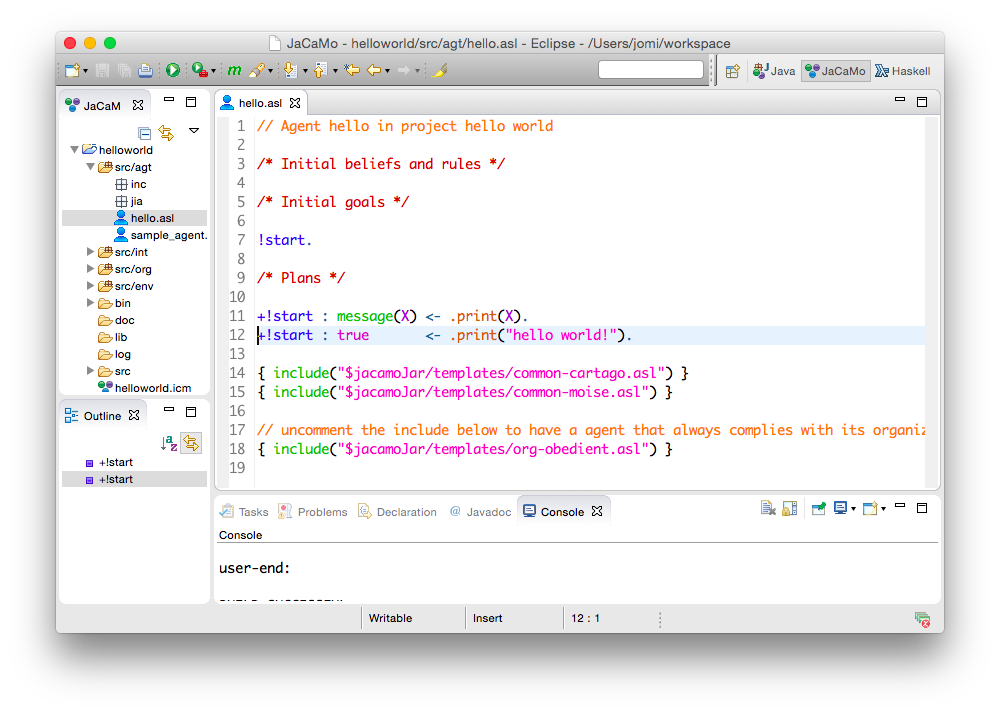 JaCaMo - helloworld/src/agt/hello.asl - Eclipse - /Users/jomi/workspace
Java
JaCaMo
Haskell
JaCaM
helloworld
src/agt
inc
jia
hello.asl
sample_agent.
src/int
src/org
src/env
bin
doc
lib
log
src
helloworld.jcm
Outline
+!start
+!start
hello.asl
1 // Agent hello in project hello world
2
3 /* Initial beliefs and rules */
4
5 /* Initial goals */
6
7 !start.
8
9 /* Plans */
10
11 +!start : message(X) <- .print(X).
12 +!start : true       <- .print("hello world!").
13
14 { include("$jacamoJar/templates/common-cartago.asl") }
15 { include("$jacamoJar/templates/common-moise.asl") }
16
17 // uncomment the include below to have a agent that always complies with its organiz
18 { include("$jacamoJar/templates/org-obedient.asl") }
19
Tasks
Problems
Declaration
@ Javadoc
Console
Console
user-end:
Writable
Insert
12 : 1